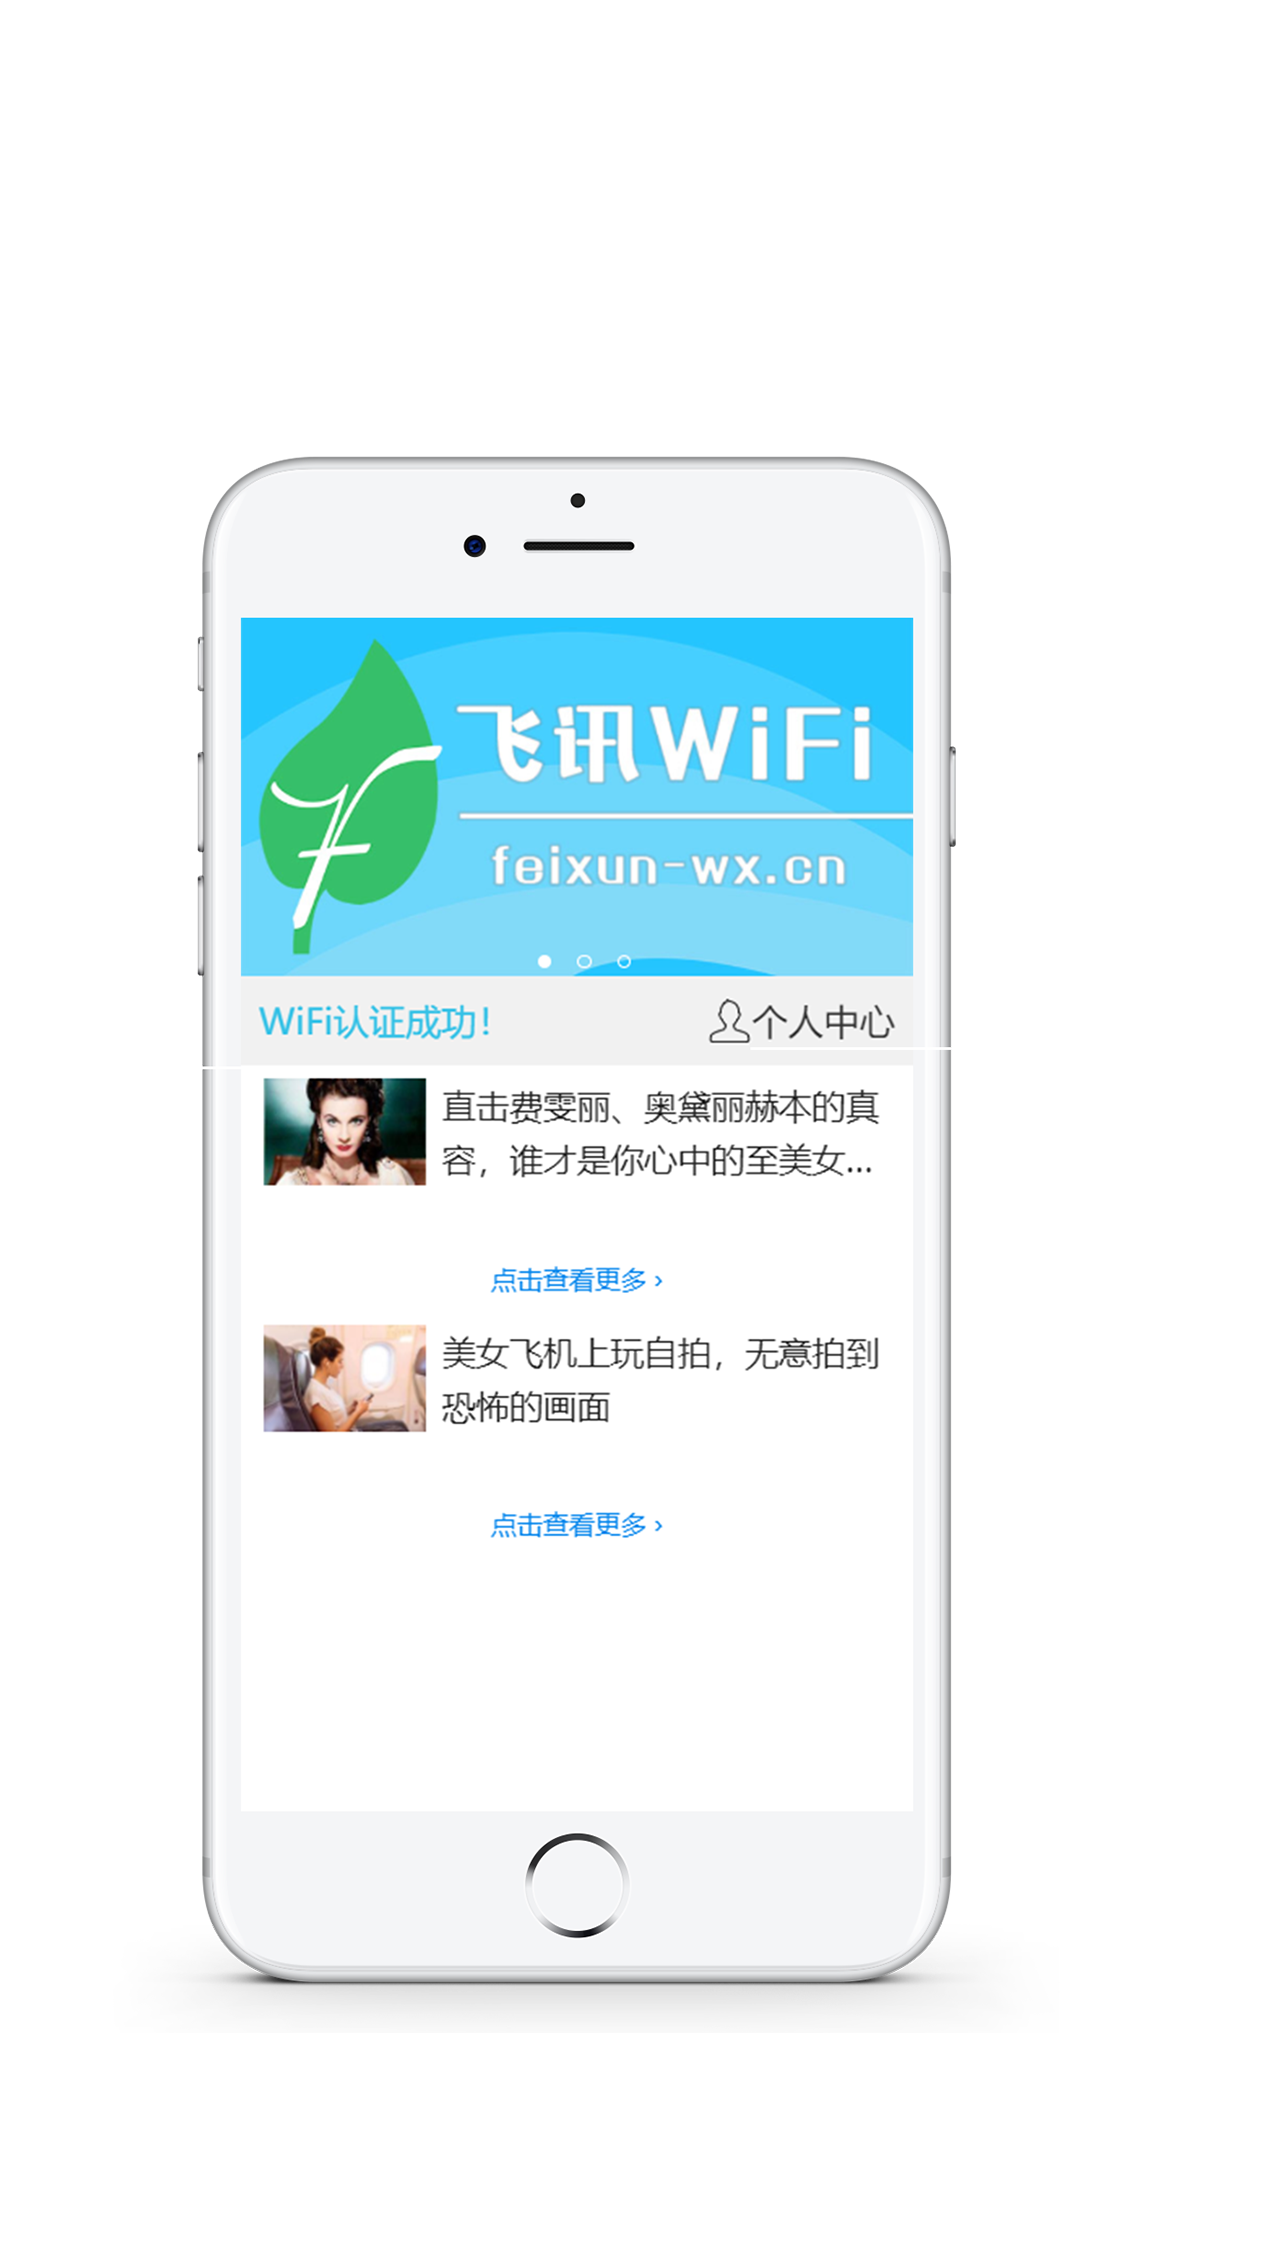 飞讯WiFi
feixun-wx.cn
WiFi认证成功!
个人中心
直击费雯丽、奥黛丽赫本的真
容，谁才是你心中的至美女...
点击查看更多 ›
美女飞机上玩自拍，无意拍到
恐怖的画面
点击查看更多 ›